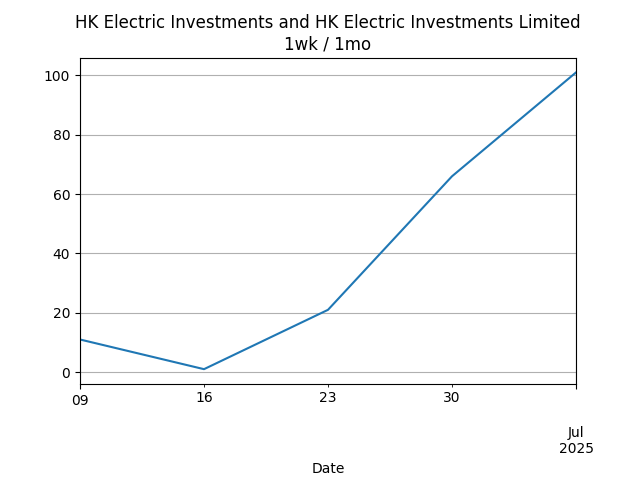 HK Electric Investments and HK Electric Investments Limited
1wk / 1mo
100
80
60
40
20
0
09
16
23
30
Jul
2025
Date